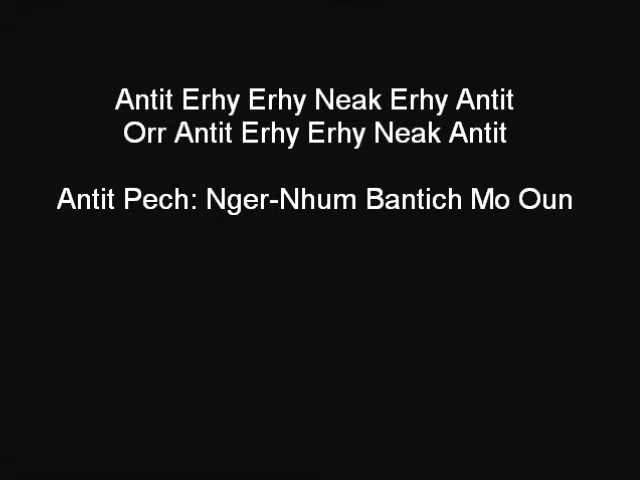 Antit Erhy Erhy Neak Erhy Antit
Orr Antit Erhy Erhy Neak Antit
Antit Pech: Nger-Nhum Bantich Mo Oun